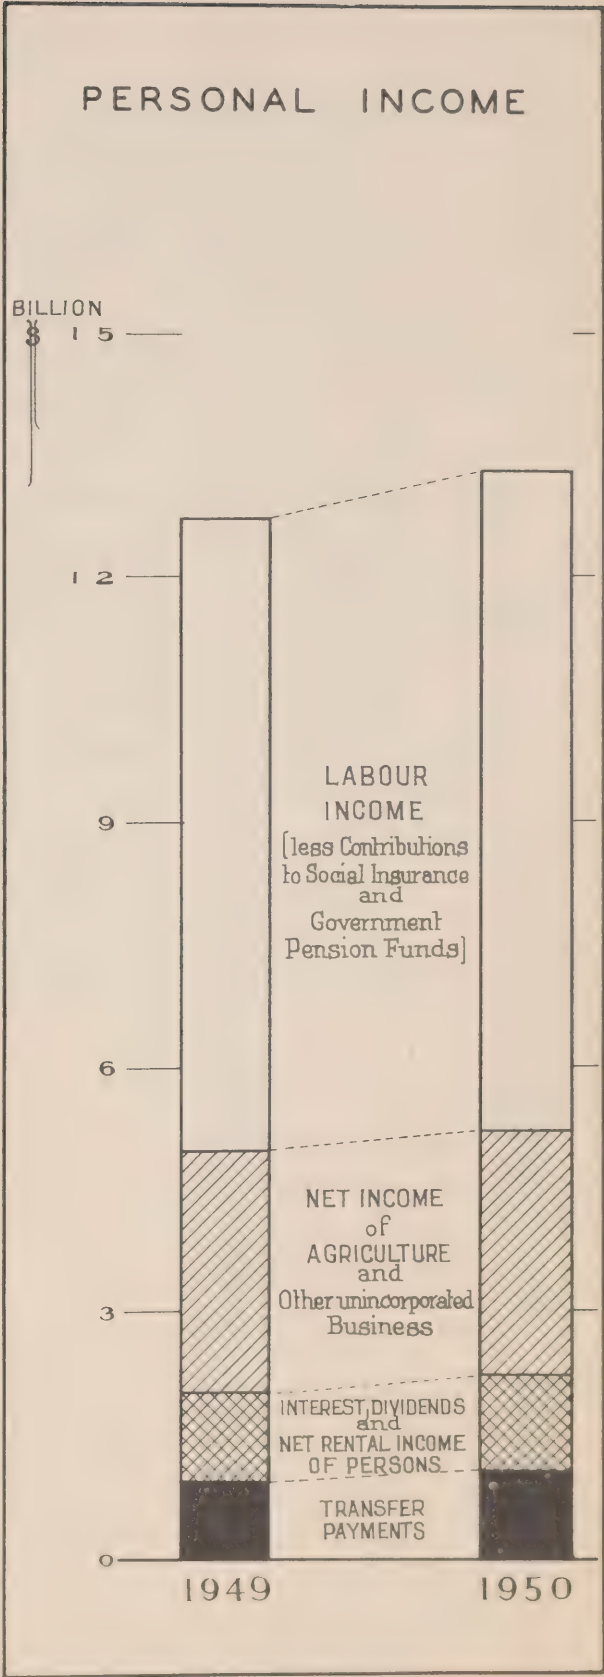 PERSONAL INCOME
BILLION
$ 15
12
9
6
3
0
LABOUR
INCOME
[less Contributions
to Social Insurance
and
Government
Pension Funds]
NET INCOME
of
AGRICULTURE
and
Other unincorporated
Business
INTEREST, DIVIDENDS
and
NET RENTAL INCOME
OF PERSONS
TRANSFER
PAYMENTS
1949 1950